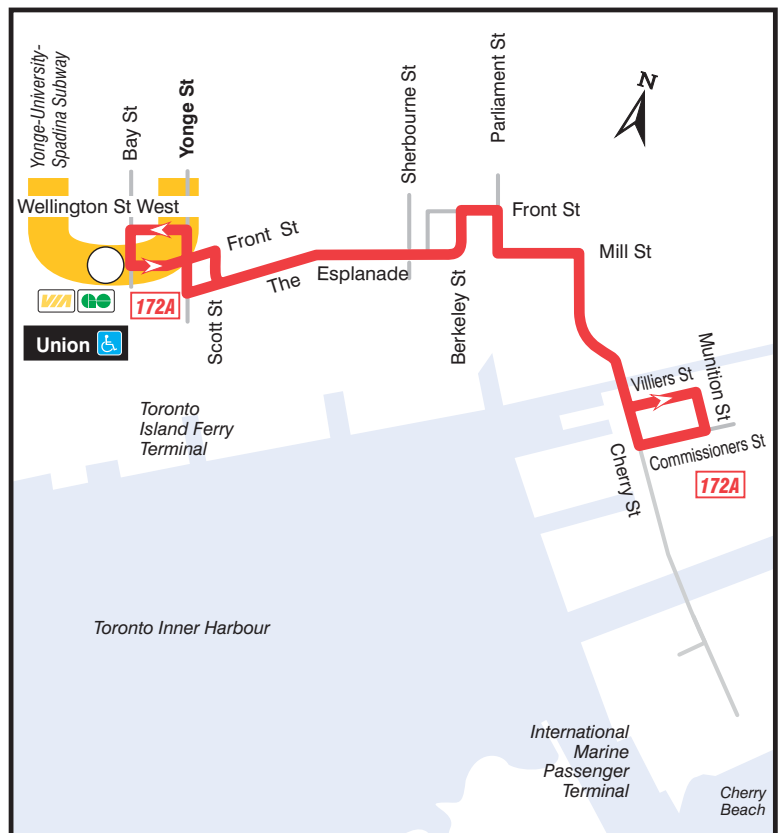 Yonge-University-
Spadina Subway
Bay St
Yonge St
Sherbourne St
Parliament St
N
Wellington St West
Front St
Front St
Mill St
The
Esplanade
VIA
GO
172A
Union
Scott St
Berkeley St
Villiers St
Munition St
Toronto
Island Ferry
Terminal
Cherry St
Commissioners St
172A
Toronto Inner Harbour
International
Marine
Passenger
Terminal
Cherry
Beach